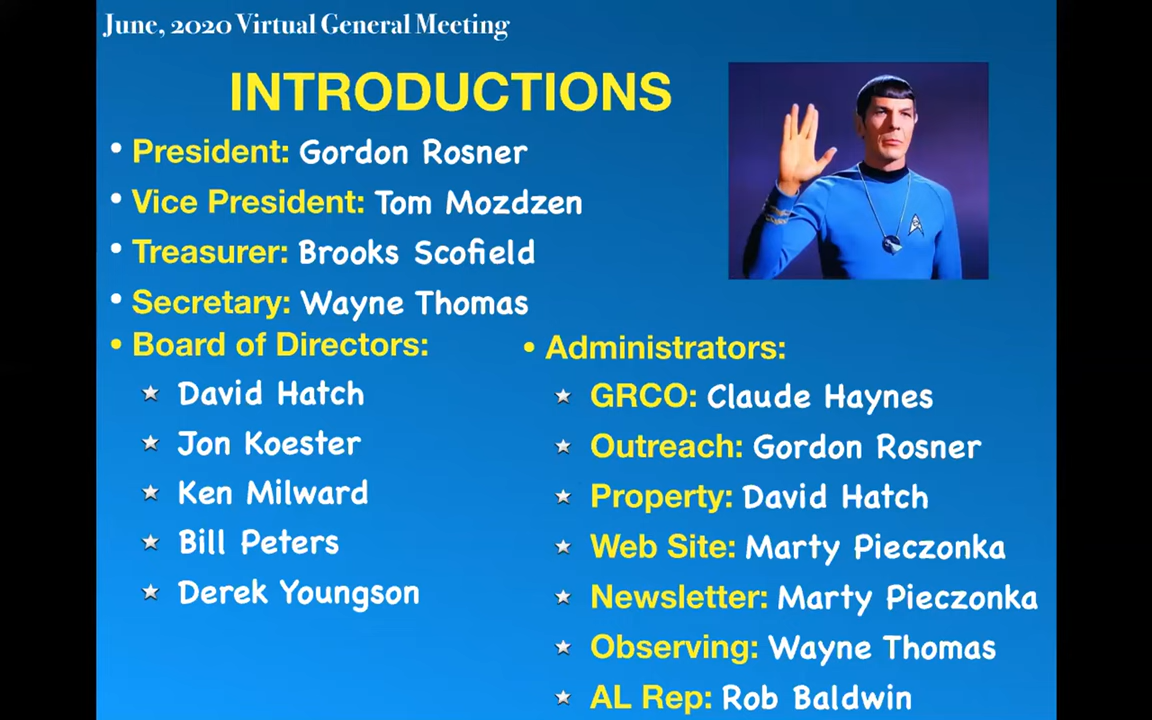 June, 2020 Virtual General Meeting
INTRODUCTIONS
• President: Gordon Rosner
• Vice President: Tom Mozdzen
• Treasurer: Brooks Scofield
• Secretary: Wayne Thomas
• Board of Directors:
★ David Hatch
★ Jon Koester
★ Ken Milward
★ Bill Peters
★ Derek Youngson
• Administrators:
★ GRCO: Claude Haynes
★ Outreach: Gordon Rosner
★ Property: David Hatch
★ Web Site: Marty Pieczonka
★ Newsletter: Marty Pieczonka
★ Observing: Wayne Thomas
★ AL Rep: Rob Baldwin